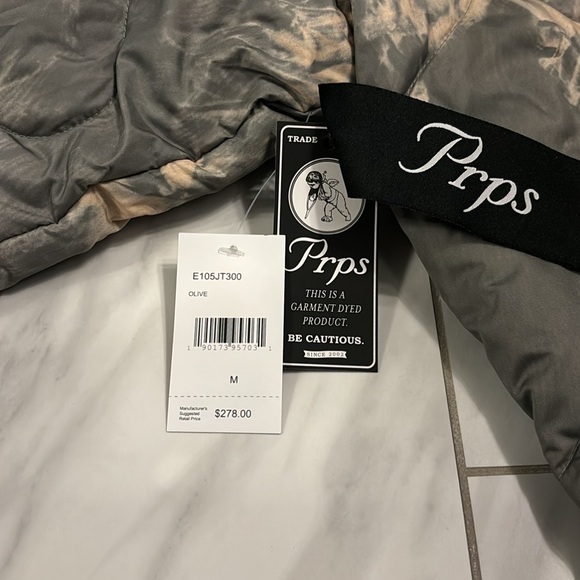 E105JT300
OLIVE
1 90173 95703 1
M
Manufacturer's
Suggested
Retail Price
$278.00
TRADE
Prps
THIS IS A
GARMENT DYED
PRODUCT.
BE CAUTIOUS.
SINCE 2002
Prps